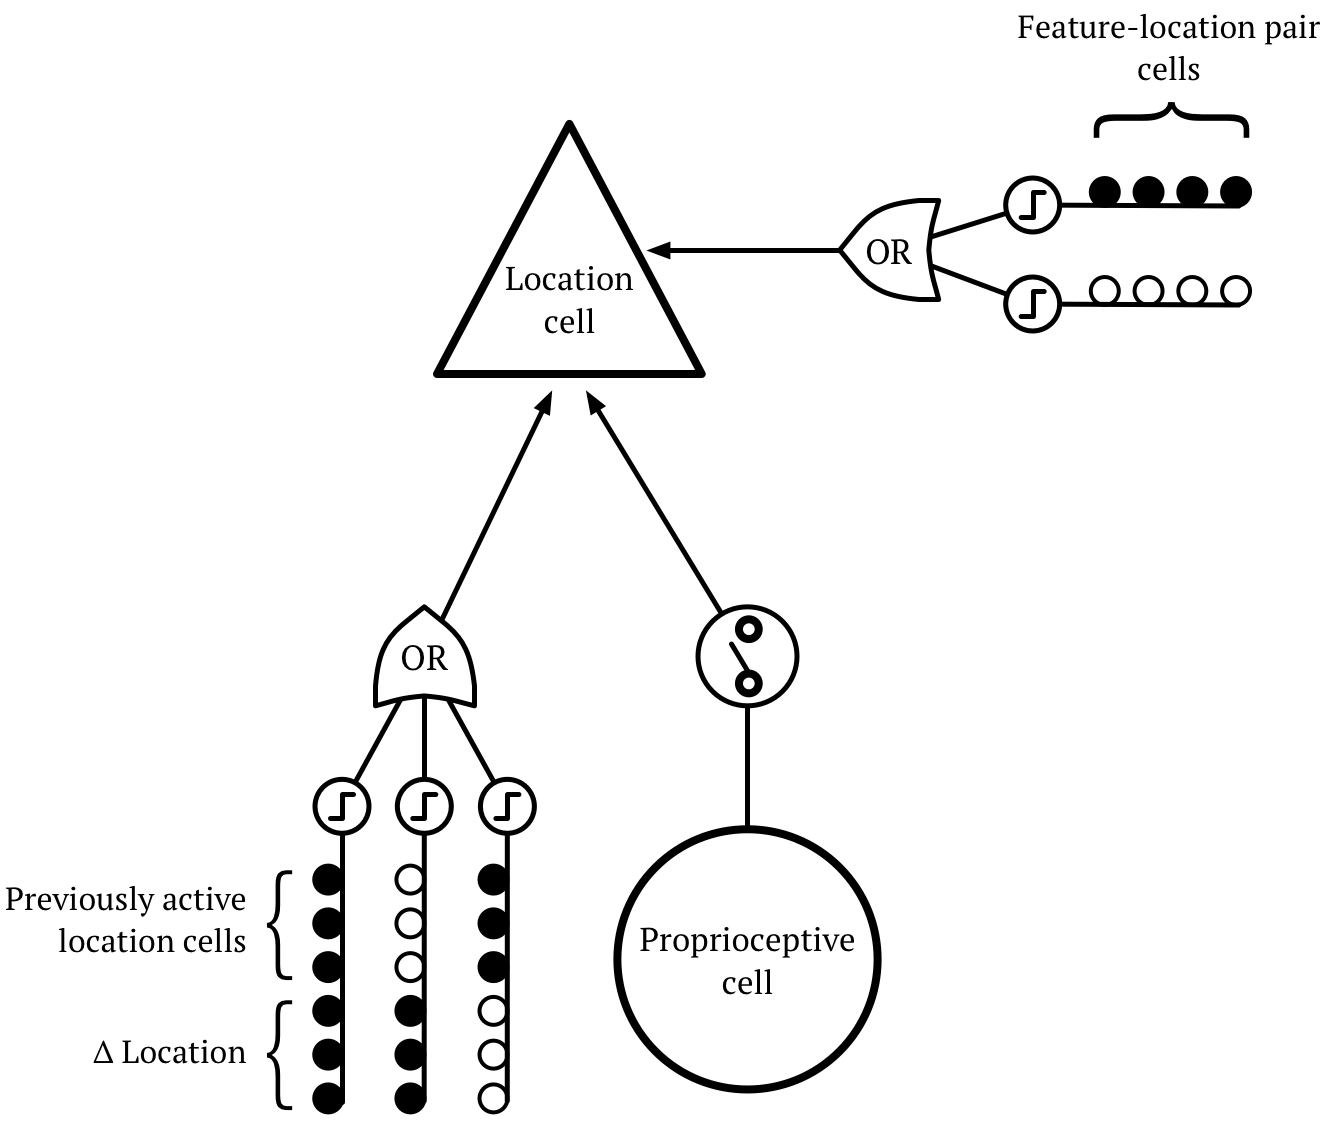 Feature-location pair
cells
OR
Location
cell
OR
Previously active
location cells
Δ Location
Proprioceptive
cell